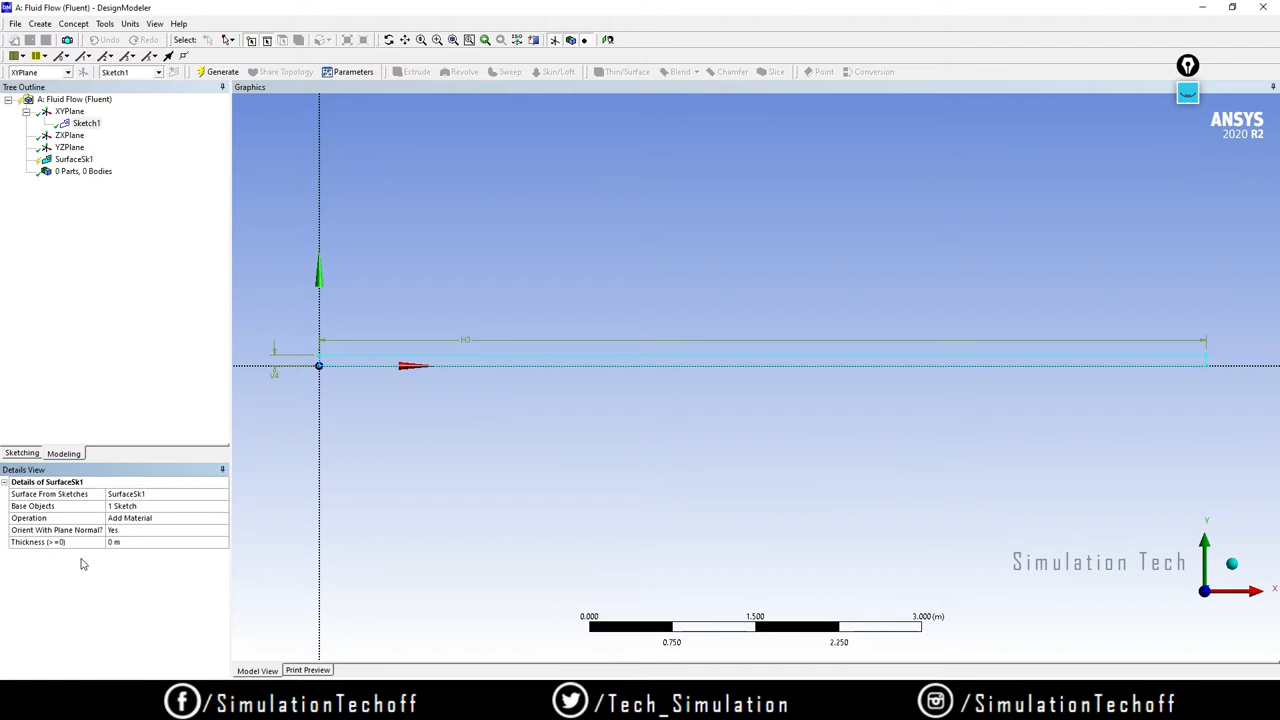 A: Fluid Flow (Fluent) - DesignModeler
File Create Concept Tools Units View Help
Undo Redo Select:
XYPlane Sketch1 Generate Share Topology Parameters Extrude Revolve Sweep Skin/Loft Thin/Surface Blend Chamfer Slice Point Conversion
Tree Outline
Graphics
A: Fluid Flow (Fluent)
XYPlane
Sketch1
ZXPlane
YZPlane
SurfaceSk1
0 Parts, 0 Bodies
ANSYS
2020 R2
H3
V4
Sketching Modeling
Details View
Details of SurfaceSk1
Surface From Sketches SurfaceSk1
Base Objects 1 Sketch
Operation Add Material
Orient With Plane Normal? Yes
Thickness (>=0) 0 m
Y
Simulation Tech
X
0.000 1.500 3.000 (m)
0.750 2.250
Model View Print Preview
/SimulationTechoff /Tech_Simulation /SimulationTechoff